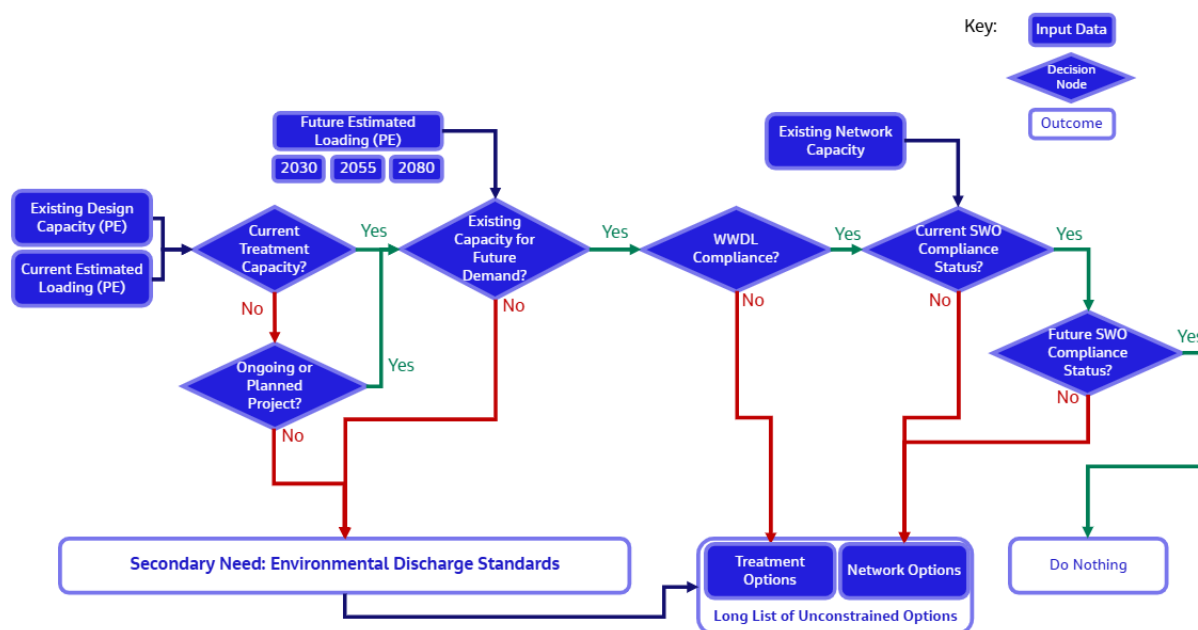 Key:
Input Data
Decision
Node
Outcome
Future Estimated
Loading (PE)
2030
2055
2080
Existing Network
Capacity
Existing Design
Capacity (PE)
Current Estimated
Loading (PE)
Current
Treatment
Capacity?
Yes
No
Existing
Capacity for
Future
Demand?
Yes
No
WWDL
Compliance?
Yes
No
Current SWO
Compliance
Status?
Yes
No
Future SWO
Compliance
Status?
Yes
No
Ongoing or
Planned
Project?
Yes
No
Secondary Need: Environmental Discharge Standards
Treatment
Options
Network Options
Long List of Unconstrained Options
Do Nothing